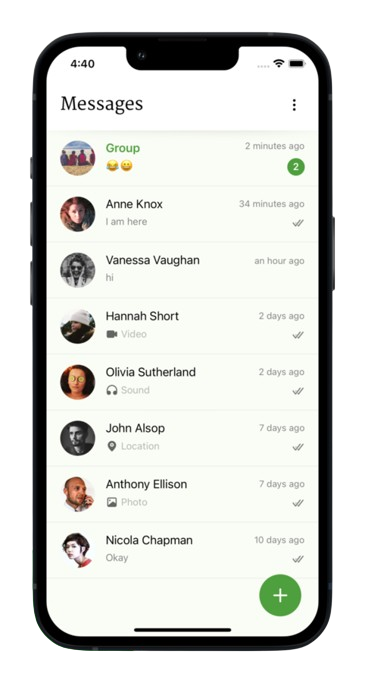 4:40
Messages
Group 2 minutes ago
😂😀 2
Anne Knox 34 minutes ago
I am here
Vanessa Vaughan an hour ago
hi
Hannah Short 2 days ago
Video
Olivia Sutherland 2 days ago
Sound
John Alsop 7 days ago
Location
Anthony Ellison 7 days ago
Photo
Nicola Chapman 10 days ago
Okay